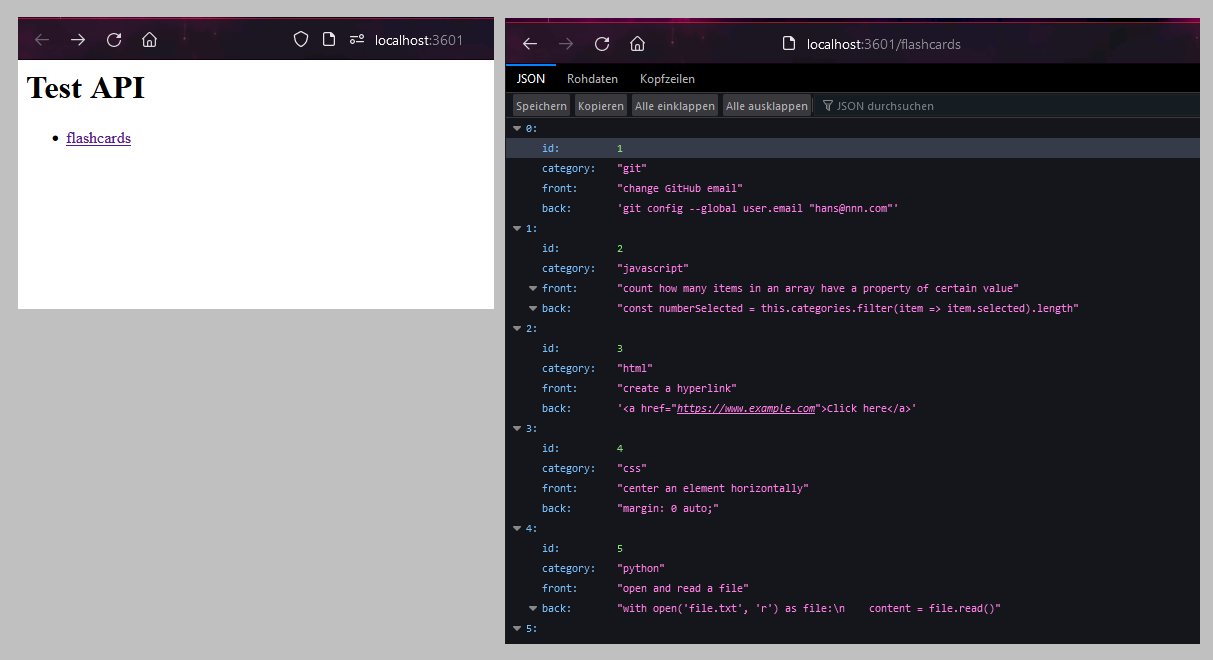 localhost:3601
Test API
flashcards
localhost:3601/flashcards
JSON Rohdaten Kopfzeilen
Speichern Kopieren Alle einklappen Alle ausklappen JSON durchsuchen
0:
id: 1
category: "git"
front: "change GitHub email"
back: 'git config --global user.email "hans@nnn.com"'
1:
id: 2
category: "javascript"
front: "count how many items in an array have a property of certain value"
back: "const numberSelected = this.categories.filter(item => item.selected).length"
2:
id: 3
category: "html"
front: "create a hyperlink"
back: '<a href="https://www.example.com">Click here</a>'
3:
id: 4
category: "css"
front: "center an element horizontally"
back: "margin: 0 auto;"
4:
id: 5
category: "python"
front: "open and read a file"
back: "with open('file.txt', 'r') as file:\n    content = file.read()"
5: